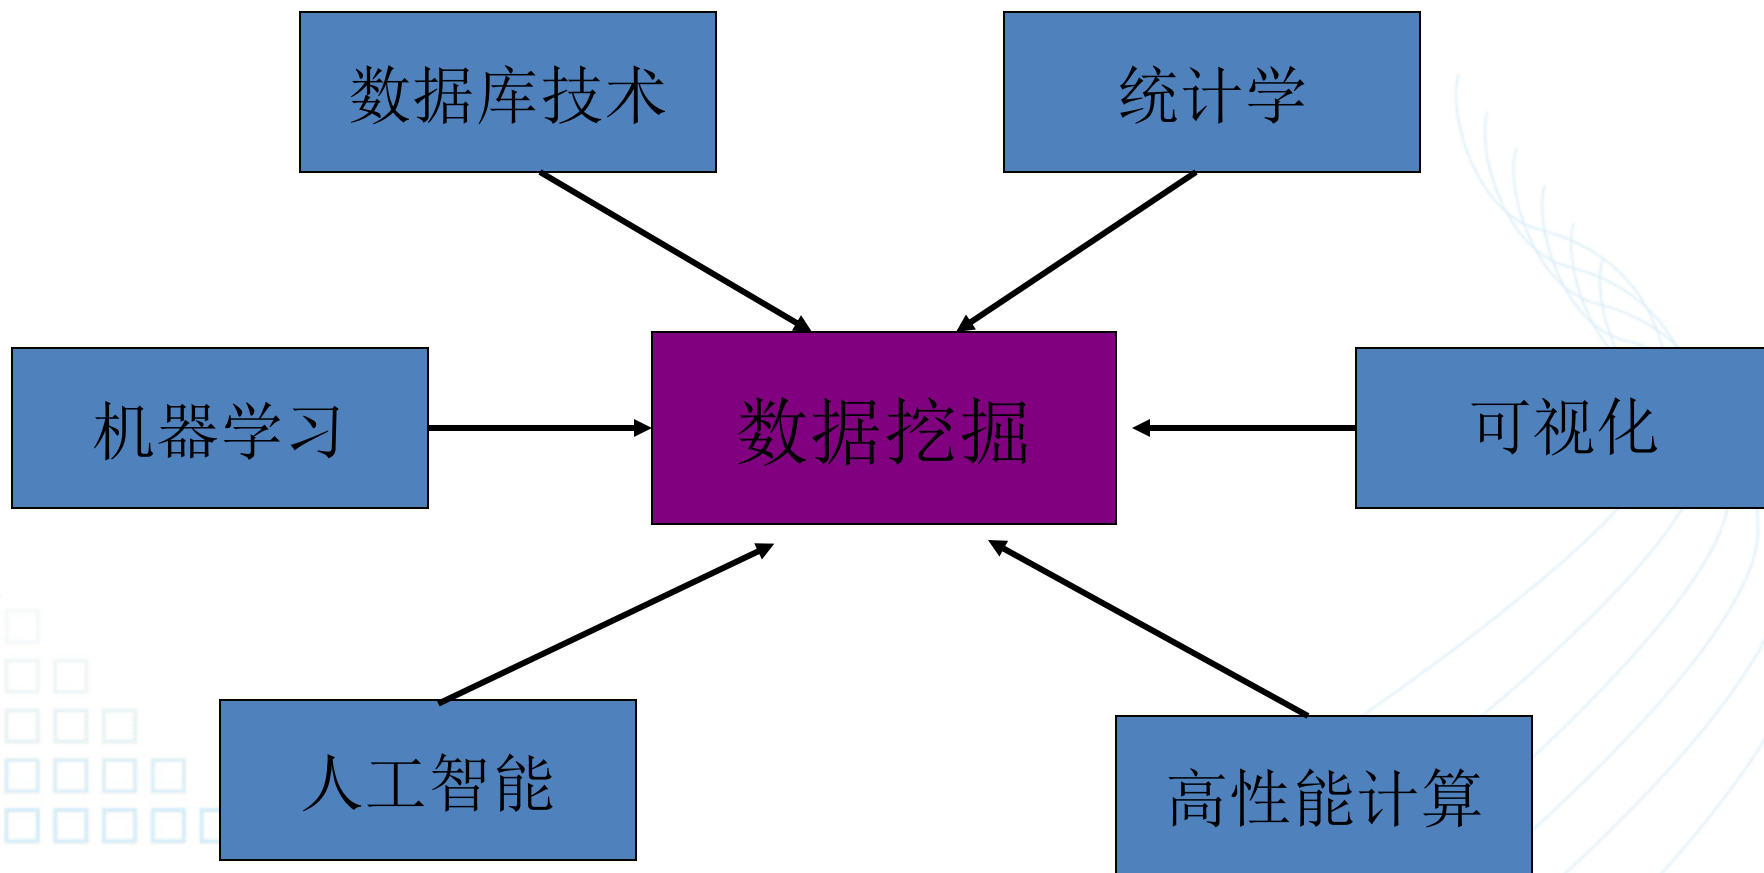 数据库技术
统计学
机器学习
数据挖掘
可视化
人工智能
高性能计算